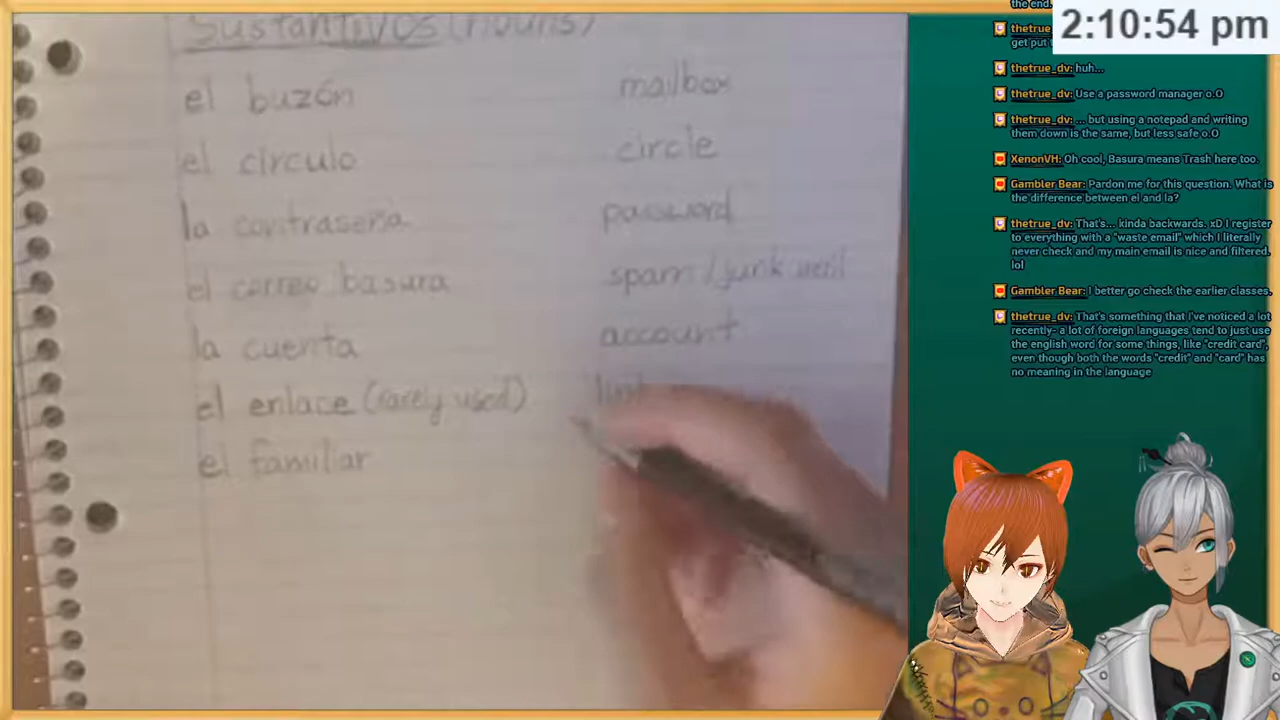 Sustantivos (nouns)
el buzón mailbox
el círculo circle
la contraseña password
el correo basura spam/junk mail
la cuenta account
el enlace (rarely used) link
el familiar
the end.
2:10:54 pm
thetrue_dv:
get put
thetrue_dv: huh...
thetrue_dv: Use a password manager o.O
thetrue_dv: ... but using a notepad and writing
them down is the same, but less safe o.O
XenonVH: Oh cool, Basura means Trash here too.
Gambler Bear: Pardon me for this question. What is
the difference between el and la?
thetrue_dv: That's... kinda backwards. xD I register
to everything with a "waste email" which I literally
never check and my main email is nice and filtered.
lol
Gambler Bear: I better go check the earlier classes.
thetrue_dv: That's something that I've noticed a lot
recently- a lot of foreign languages tend to just use
the english word for some things, like "credit card",
even though both the words "credit" and "card" has
no meaning in the language